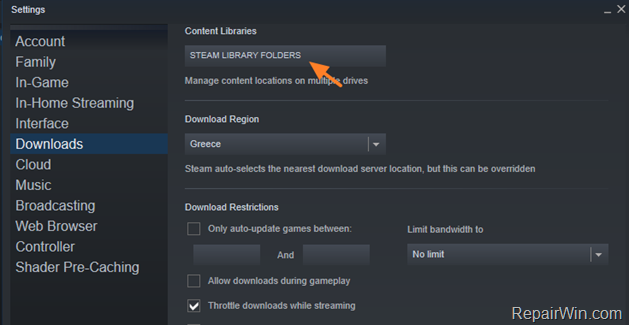 Settings
Account
Family
In-Game
In-Home Streaming
Interface
Downloads
Cloud
Music
Broadcasting
Web Browser
Controller
Shader Pre-Caching
Content Libraries
STEAM LIBRARY FOLDERS
Manage content locations on multiple drives
Download Region
Greece
Steam auto-selects the nearest download server location, but this can be overridden
Download Restrictions
Only auto-update games between:
And
Limit bandwidth to
No limit
Allow downloads during gameplay
Throttle downloads while streaming
RepairWin.com